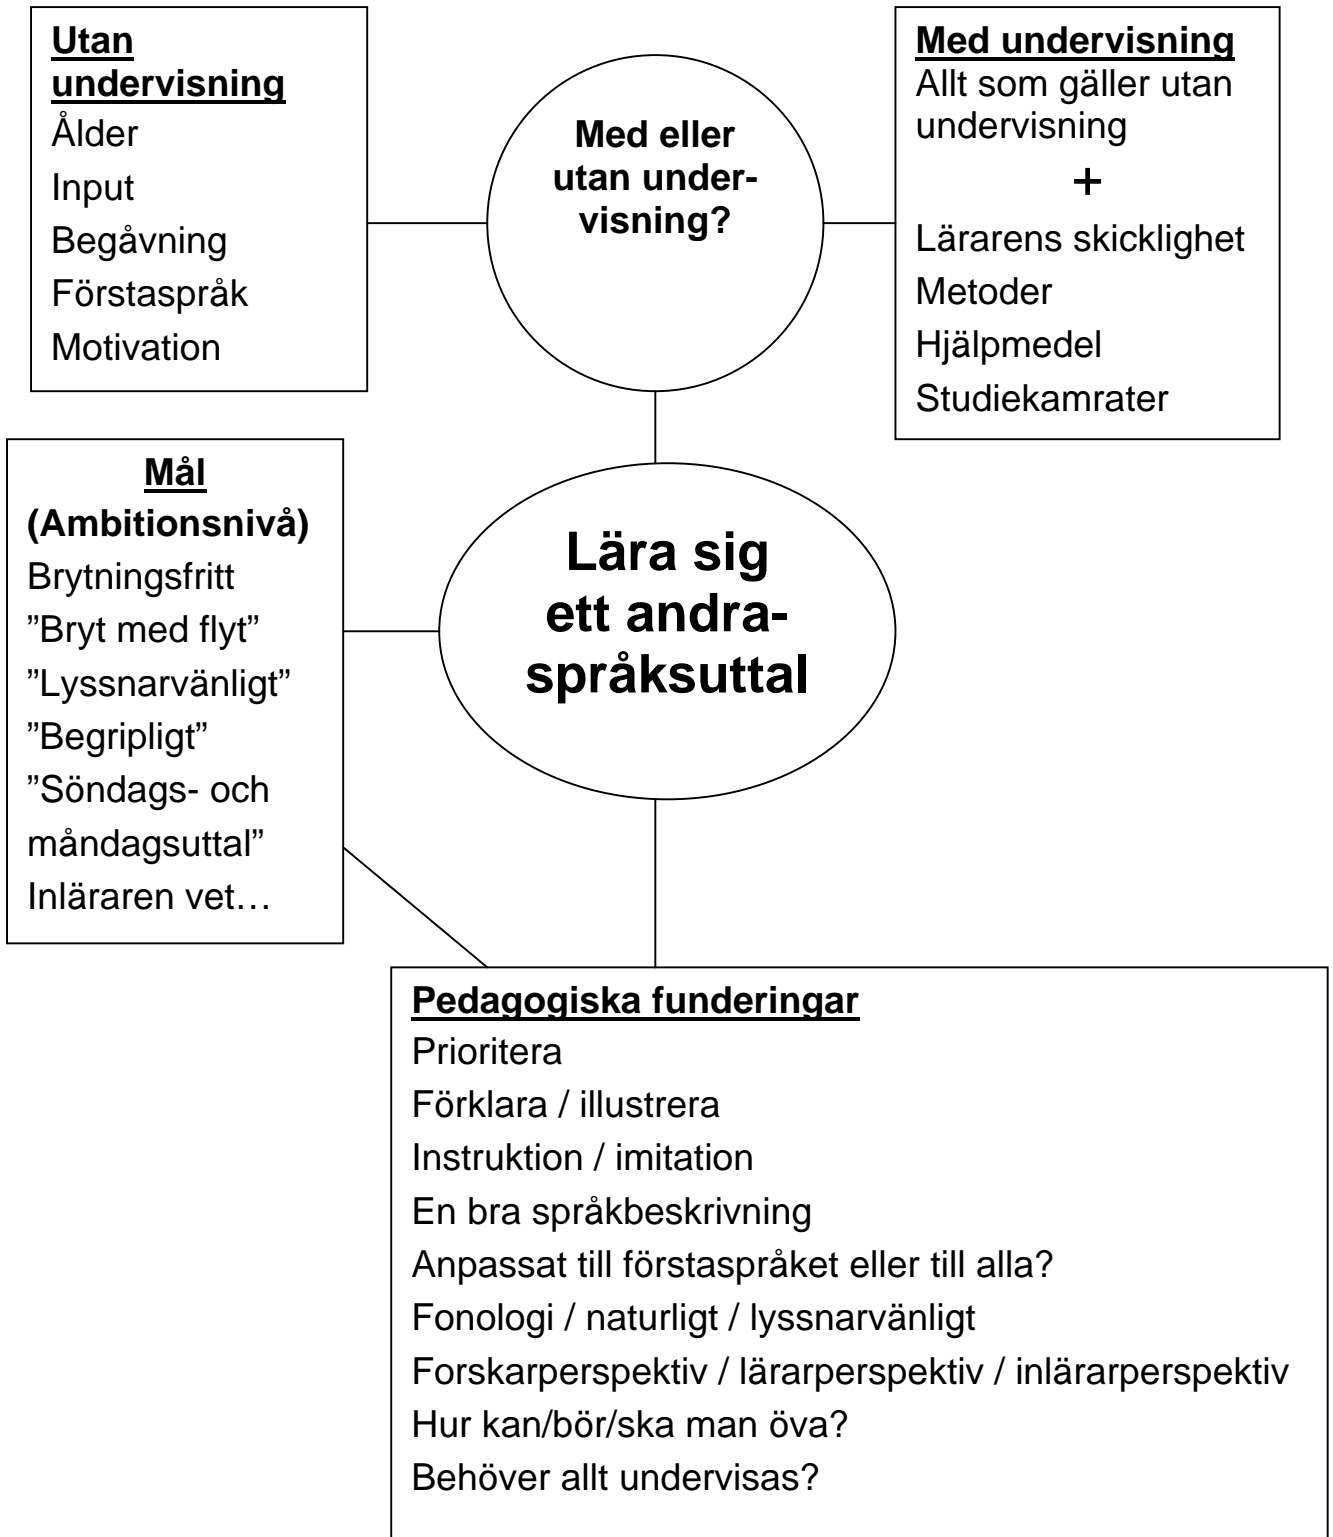 Utan
undervisning
Ålder
Input
Begåvning
Förstaspråk
Motivation
Med eller
utan under-
visning?
Med undervisning
Allt som gäller utan
undervisning
+
Lärarens skicklighet
Metoder
Hjälpmedel
Studiekamrater
Mål
(Ambitionsnivå)
Brytningsfritt
”Bryt med flyt”
”Lyssnarvänligt”
”Begripligt”
”Söndags- och
måndagsuttal”
Inläraren vet…
Lära sig
ett andra-
språksuttal
Pedagogiska funderingar
Prioritera
Förklara / illustrera
Instruktion / imitation
En bra språkbeskrivning
Anpassat till förstaspråket eller till alla?
Fonologi / naturligt / lyssnarvänligt
Forskarperspektiv / lärarperspektiv / inlärarperspektiv
Hur kan/bör/ska man öva?
Behöver allt undervisas?